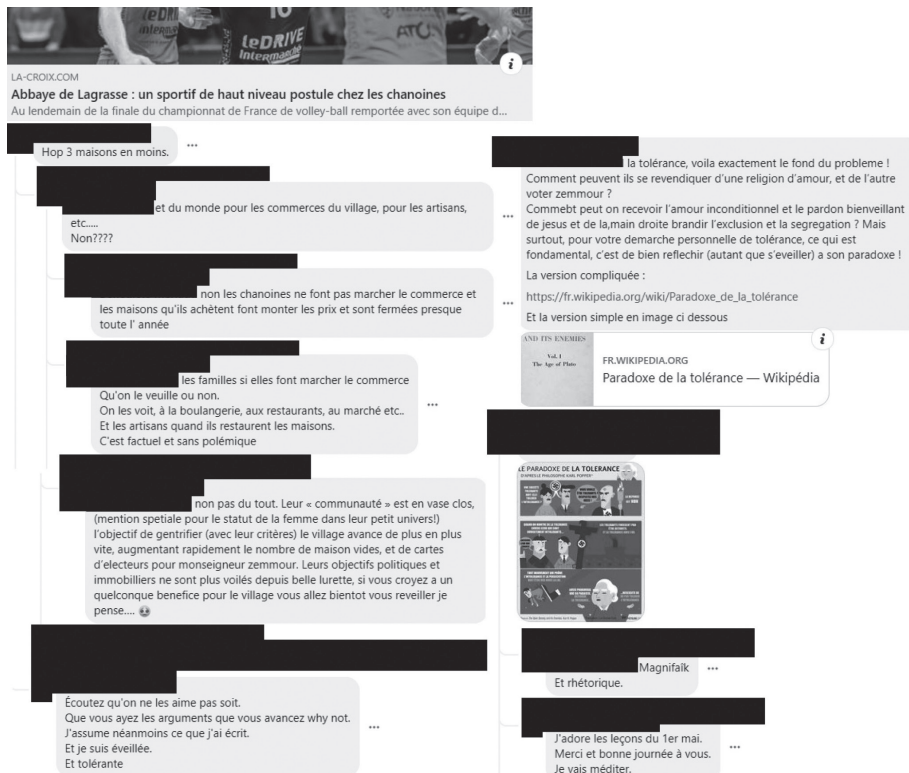 leDRIVE
Intermarché
LA-CROIX.COM
Abbaye de Lagrasse : un sportif de haut niveau postule chez les chanoines
Au lendemain de la finale du championnat de France de volley-ball remportée avec son équipe d...
Hop 3 maisons en moins.
et du monde pour les commerces du village, pour les artisans,
etc.....
Non????
non les chanoines ne font pas marcher le commerce et
les maisons qu'ils achètent font monter les prix et sont fermées presque
toute l' année
les familles si elles font marcher le commerce
Qu'on le veuille ou non.
On les voit, à la boulangerie, aux restaurants, au marché etc..
Et les artisans quand ils restaurent les maisons.
C'est factuel et sans polémique
non pas du tout. Leur « communauté » est en vase clos,
(mention spetiale pour le statut de la femme dans leur petit univers!)
l'objectif de gentrifier (avec leur critères) le village avance de plus en plus
vite, augmentant rapidement le nombre de maison vides, et de cartes
d'electeurs pour monseigneur zemmour. Leurs objectifs politiques et
immobilliers ne sont plus voilés depuis belle lurette, si vous croyez a un
quelconque benefice pour le village vous allez bientot vous reveiller je
pense....
Écoutez qu'on ne les aime pas soit.
Que vous ayez les arguments que vous avancez why not.
J'assume néanmoins ce que j'ai écrit.
Et je suis éveillée.
Et tolérante
la tolérance, voila exactement le fond du probleme !
Comment peuvent ils se revendiquer d'une religion d'amour, et de l'autre
voter zemmour ?
Commebt peut on recevoir l'amour inconditionnel et le pardon bienveillant
de jesus et de la,main droite brandir l'exclusion et la segregation ? Mais
surtout, pour votre demarche personnelle de tolérance, ce qui est
fondamental, c'est de bien reflechir (autant que s'eveiller) a son paradoxe !
La version compliquée :
https://fr.wikipedia.org/wiki/Paradoxe_de_la_tolérance
Et la version simple en image ci dessous
AND ITS ENEMIES
Vol. I
The Age of Plato
FR.WIKIPEDIA.ORG
Paradoxe de la tolérance — Wikipédia
LE PARADOXE DE LA TOLERANCE
D'APRÈS LE PHILOSOPHE KARL POPPER
Magnifaïk
Et rhétorique.
J'adore les leçons du 1er mai.
Merci et bonne journée à vous.
Je vais méditer.